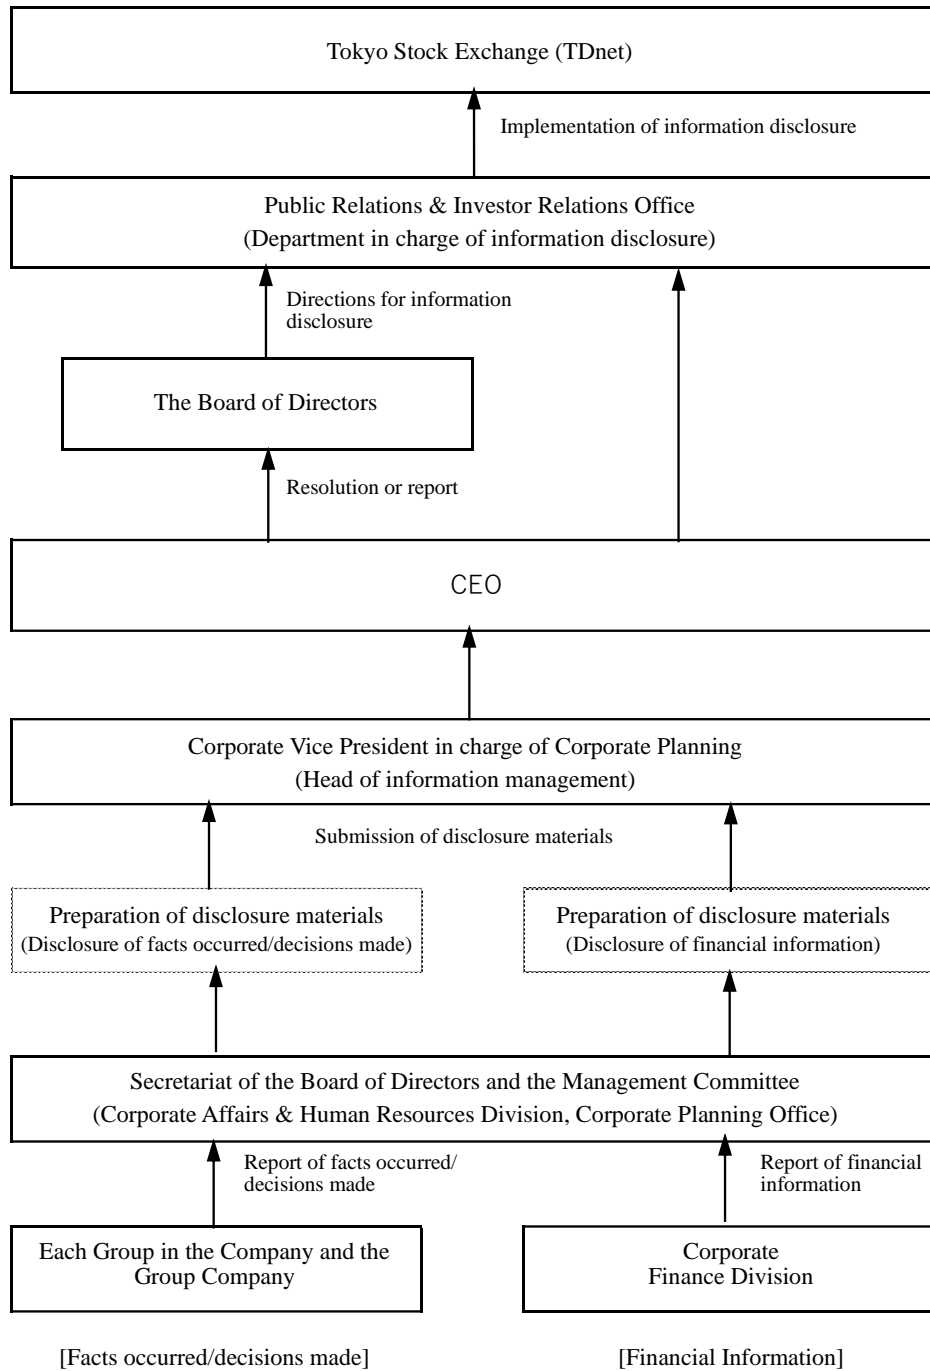 Tokyo Stock Exchange (TDnet)
Implementation of information disclosure
Public Relations & Investor Relations Office
(Department in charge of information disclosure)
Directions for information
disclosure
The Board of Directors
Resolution or report
CEO
Corporate Vice President in charge of Corporate Planning
(Head of information management)
Submission of disclosure materials
Preparation of disclosure materials
(Disclosure of facts occurred/decisions made)
Preparation of disclosure materials
(Disclosure of financial information)
Secretariat of the Board of Directors and the Management Committee
(Corporate Affairs & Human Resources Division, Corporate Planning Office)
Report of facts occurred/
decisions made
Report of financial
information
Each Group in the Company and the
Group Company
Corporate
Finance Division
[Facts occurred/decisions made]
[Financial Information]